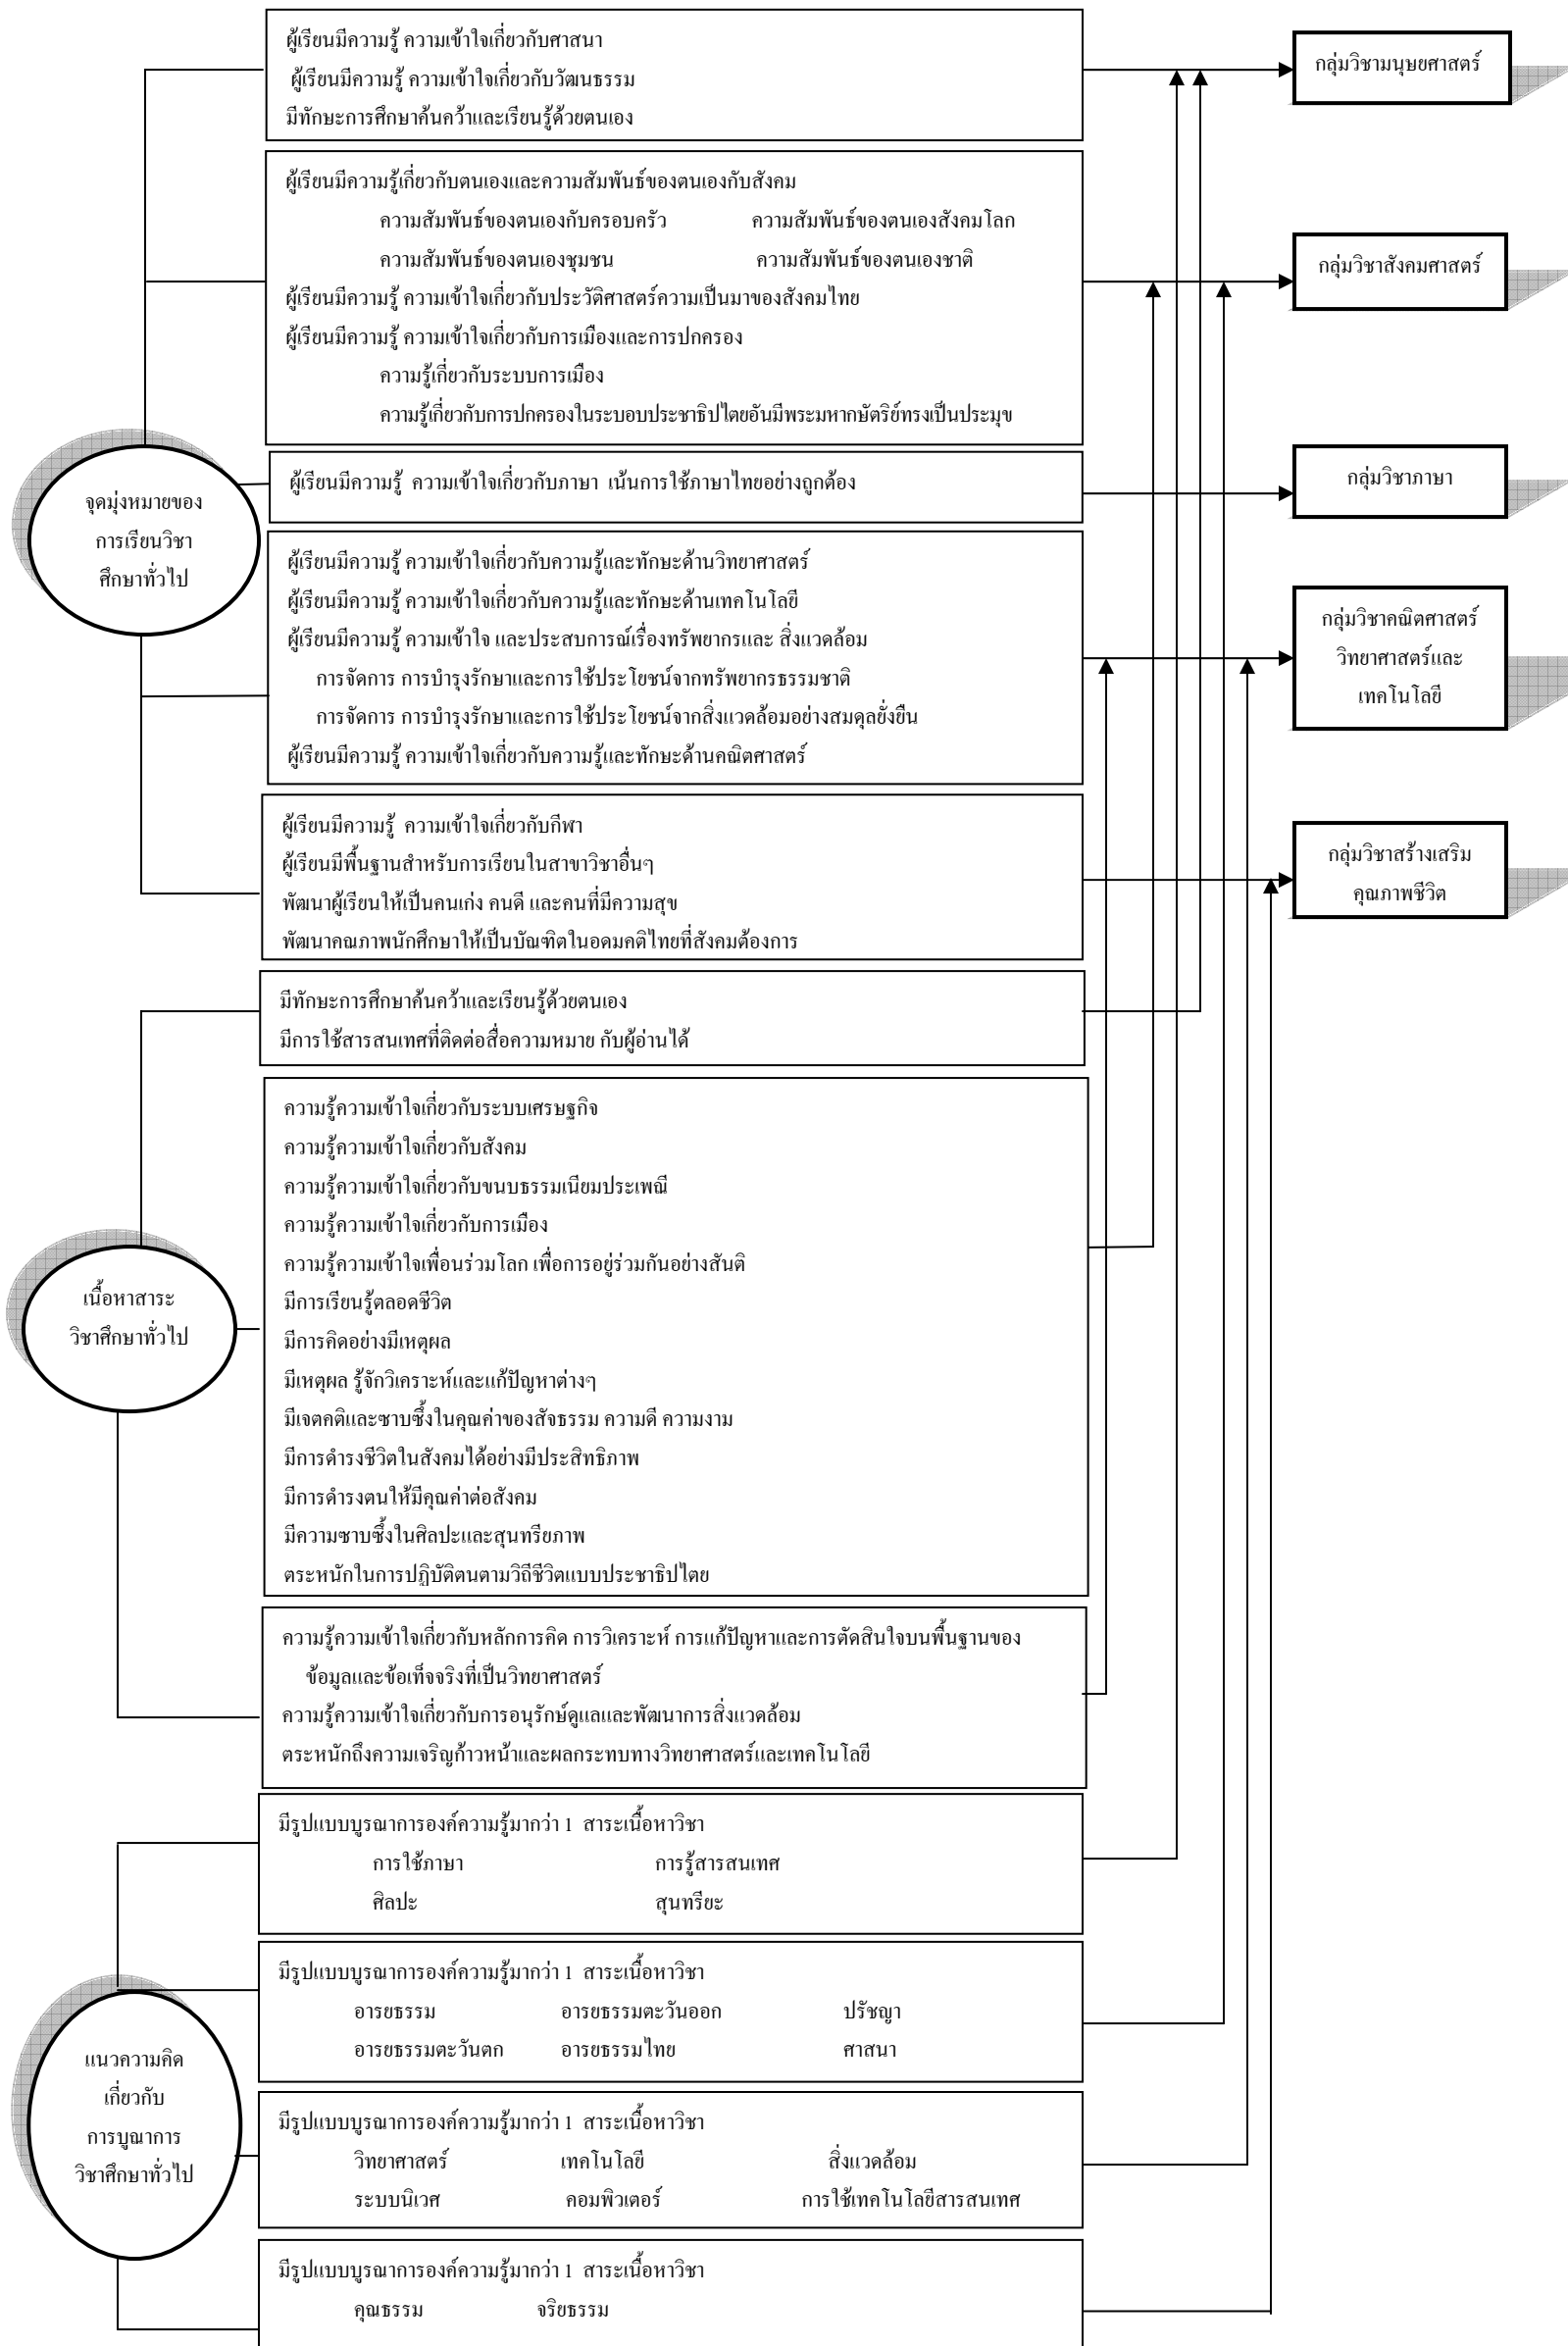 ผู้เรียนมีความรู้ ความเข้าใจเกี่ยวกับศาสนา
ผู้เรียนมีความรู้ ความเข้าใจเกี่ยวกับวัฒนธรรม
มีทักษะการศึกษาค้นคว้าและเรียนรู้ด้วยตนเอง
กลุ่มวิชามนุษยศาสตร์
ผู้เรียนมีความรู้เกี่ยวกับตนเองและความสัมพันธ์ของตนเองกับสังคม
ความสัมพันธ์ของตนเองกับครอบครัว ความสัมพันธ์ของตนเองสังคมโลก
ความสัมพันธ์ของตนเองชุมชน ความสัมพันธ์ของตนเองชาติ
ผู้เรียนมีความรู้ ความเข้าใจเกี่ยวกับประวัติศาสตร์ความเป็นมาของสังคมไทย
ผู้เรียนมีความรู้ ความเข้าใจเกี่ยวกับการเมืองและการปกครอง
ความรู้เกี่ยวกับระบบการเมือง
ความรู้เกี่ยวกับการปกครองในระบอบประชาธิปไตยอันมีพระมหากษัตริย์ทรงเป็นประมุข
กลุ่มวิชาสังคมศาสตร์
จุดมุ่งหมายของ
การเรียนวิชา
ศึกษาทั่วไป
ผู้เรียนมีความรู้ ความเข้าใจเกี่ยวกับภาษา เน้นการใช้ภาษาไทยอย่างถูกต้อง
กลุ่มวิชาภาษา
ผู้เรียนมีความรู้ ความเข้าใจเกี่ยวกับความรู้และทักษะด้านวิทยาศาสตร์
ผู้เรียนมีความรู้ ความเข้าใจเกี่ยวกับความรู้และทักษะด้านเทคโนโลยี
ผู้เรียนมีความรู้ ความเข้าใจ และประสบการณ์เรื่องทรัพยากรและ สิ่งแวดล้อม
การจัดการ การบำรุงรักษาและการใช้ประโยชน์จากทรัพยากรธรรมชาติ
การจัดการ การบำรุงรักษาและการใช้ประโยชน์จากสิ่งแวดล้อมอย่างสมดุลยั่งยืน
ผู้เรียนมีความรู้ ความเข้าใจเกี่ยวกับความรู้และทักษะด้านคณิตศาสตร์
กลุ่มวิชาคณิตศาสตร์
วิทยาศาสตร์และ
เทคโนโลยี
ผู้เรียนมีความรู้ ความเข้าใจเกี่ยวกับกีฬา
ผู้เรียนมีพื้นฐานสำหรับการเรียนในสาขาวิชาอื่นๆ
พัฒนาผู้เรียนให้เป็นคนเก่ง คนดี และคนที่มีความสุข
พัฒนาคุณภาพนักศึกษาให้เป็นบัณฑิตในอุดมคติไทยที่สังคมต้องการ
กลุ่มวิชาสร้างเสริม
คุณภาพชีวิต
มีทักษะการศึกษาค้นคว้าและเรียนรู้ด้วยตนเอง
มีการใช้สารสนเทศที่ติดต่อสื่อความหมาย กับผู้อ่านได้
เนื้อหาสาระ
วิชาศึกษาทั่วไป
ความรู้ความเข้าใจเกี่ยวกับระบบเศรษฐกิจ
ความรู้ความเข้าใจเกี่ยวกับสังคม
ความรู้ความเข้าใจเกี่ยวกับขนบธรรมเนียมประเพณี
ความรู้ความเข้าใจเกี่ยวกับการเมือง
ความรู้ความเข้าใจเพื่อนร่วมโลก เพื่อการอยู่ร่วมกันอย่างสันติ
มีการเรียนรู้ตลอดชีวิต
มีการคิดอย่างมีเหตุผล
มีเหตุผล รู้จักวิเคราะห์และแก้ปัญหาต่างๆ
มีเจตคติและซาบซึ้งในคุณค่าของสัจธรรม ความดี ความงาม
มีการดำรงชีวิตในสังคมได้อย่างมีประสิทธิภาพ
มีการดำรงตนให้มีคุณค่าต่อสังคม
มีความซาบซึ้งในศิลปะและสุนทรียภาพ
ตระหนักในการปฏิบัติตนตามวิถีชีวิตแบบประชาธิปไตย
ความรู้ความเข้าใจเกี่ยวกับหลักการคิด การวิเคราะห์ การแก้ปัญหาและการตัดสินใจบนพื้นฐานของ
ข้อมูลและข้อเท็จจริงที่เป็นวิทยาศาสตร์
ความรู้ความเข้าใจเกี่ยวกับการอนุรักษ์ดูแลและพัฒนาการสิ่งแวดล้อม
ตระหนักถึงความเจริญก้าวหน้าและผลกระทบทางวิทยาศาสตร์และเทคโนโลยี
แนวความคิด
เกี่ยวกับ
การบูณาการ
วิชาศึกษาทั่วไป
มีรูปแบบบูรณาการองค์ความรู้มากว่า 1 สาระเนื้อหาวิชา
การใช้ภาษา การรู้สารสนเทศ
ศิลปะ สุนทรียะ
มีรูปแบบบูรณาการองค์ความรู้มากว่า 1 สาระเนื้อหาวิชา
อารยธรรม อารยธรรมตะวันออก ปรัชญา
อารยธรรมตะวันตก อารยธรรมไทย ศาสนา
มีรูปแบบบูรณาการองค์ความรู้มากว่า 1 สาระเนื้อหาวิชา
วิทยาศาสตร์ เทคโนโลยี สิ่งแวดล้อม
ระบบนิเวศ คอมพิวเตอร์ การใช้เทคโนโลยีสารสนเทศ
มีรูปแบบบูรณาการองค์ความรู้มากว่า 1 สาระเนื้อหาวิชา
คุณธรรม จริยธรรม